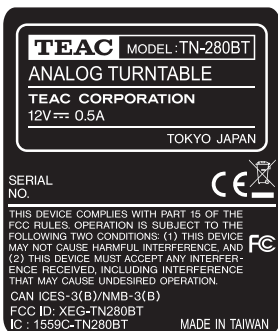 TEAC MODEL:TN-280BT
ANALOG TURNTABLE
TEAC CORPORATION
12V⎓ 0.5A
TOKYO JAPAN
SERIAL
NO.
CE
THIS DEVICE COMPLIES WITH PART 15 OF THE
FCC RULES. OPERATION IS SUBJECT TO THE
FOLLOWING TWO CONDITIONS: (1) THIS DEVICE
MAY NOT CAUSE HARMFUL INTERFERENCE, AND
(2) THIS DEVICE MUST ACCEPT ANY INTERFER-
ENCE RECEIVED, INCLUDING INTERFERENCE
THAT MAY CAUSE UNDESIRED OPERATION.
FC
CAN ICES-3(B)/NMB-3(B)
FCC ID: XEG-TN280BT
IC : 1559C-TN280BT MADE IN TAIWAN